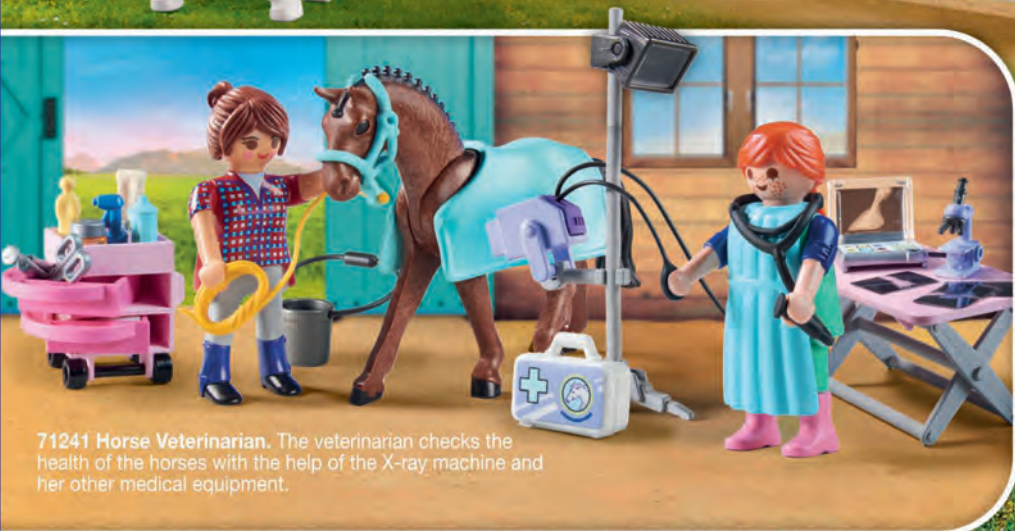 71241 Horse Veterinarian. The veterinarian checks the
health of the horses with the help of the X-ray machine and
her other medical equipment.